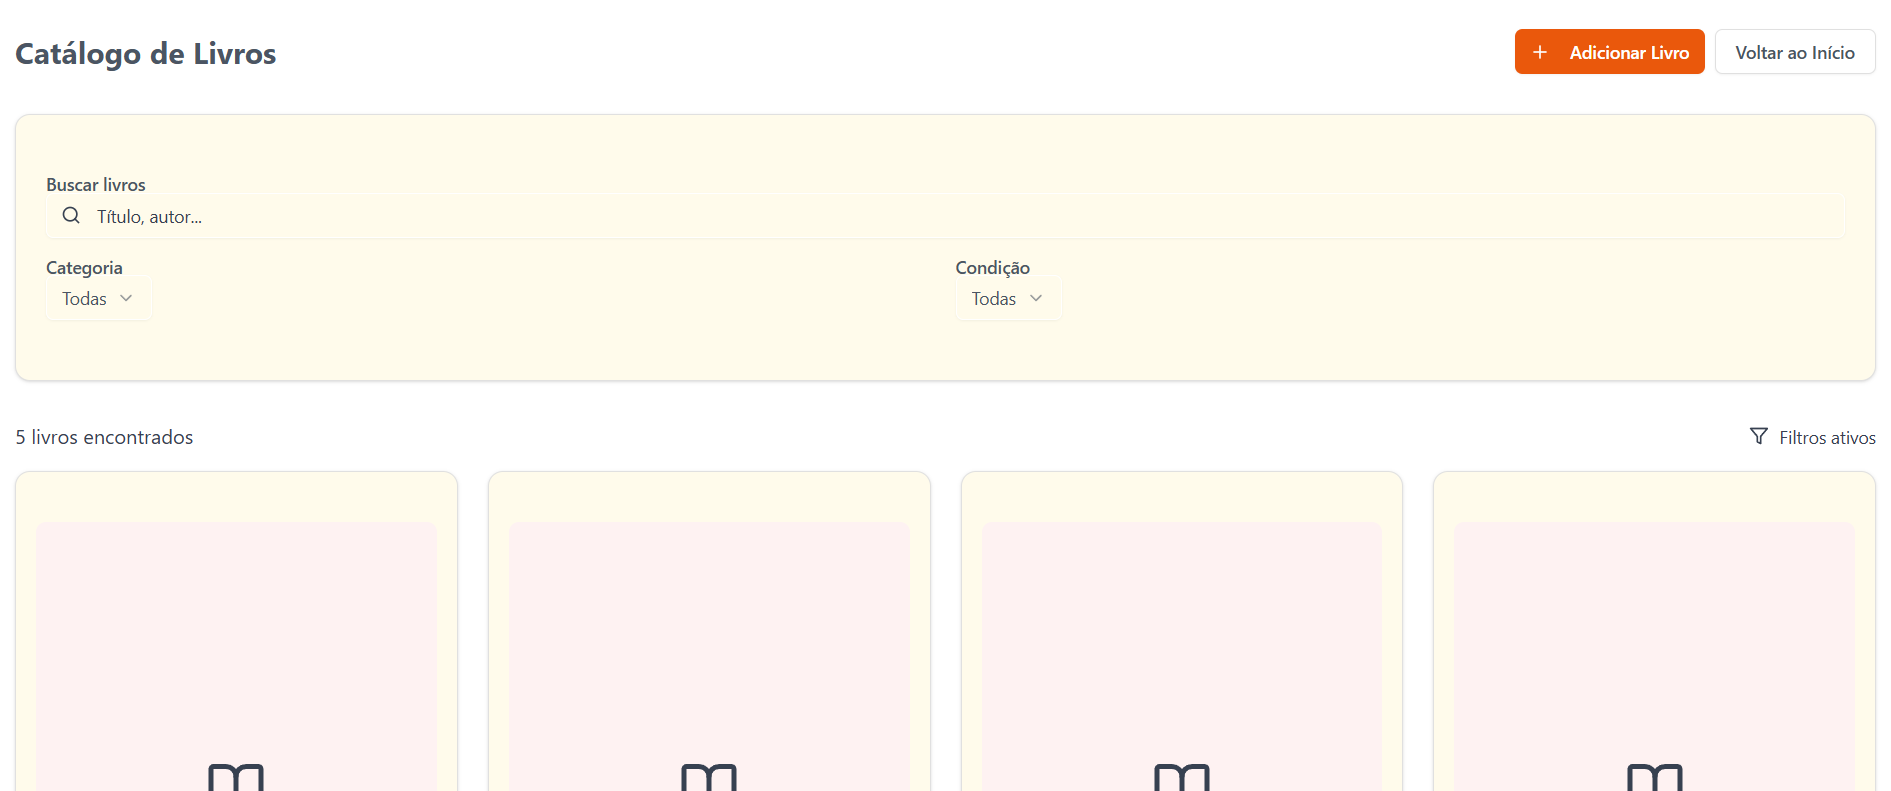 Catálogo de Livros
Adicionar Livro
Voltar ao Início
Buscar livros
Título, autor...
Categoria
Condição
Todas
Todas
5 livros encontrados
Filtros ativos